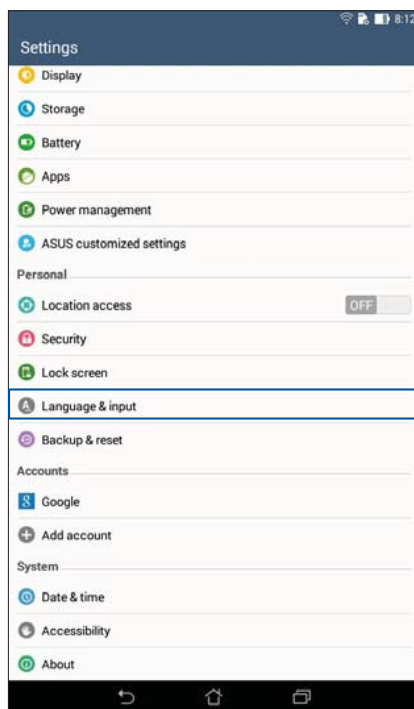 8:12
Settings
Display
Storage
Battery
Apps
Power management
ASUS customized settings
Personal
Location access OFF
Security
Lock screen
A Language & input
Backup & reset
Accounts
8 Google
Add account
System
Date & time
Accessibility
About